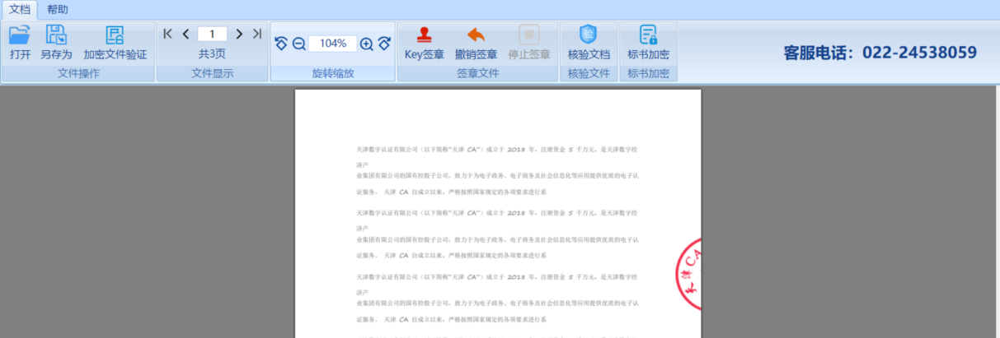 文档 帮助
打开 另存为 加密文件验证
文件操作
1
共3页
文件显示
104%
旋转缩放
Key签章 撤销签章 停止签章
签章文件
验
核验文档
核验文件
标书加密
标书加密
客服电话：022-24538059
天津数字认证有限公司（以下简称"天津 CA"）成立于 2018 年，注册资金 5 千万元，是天津数字经
济产
业集团有限公司的国有控股子公司，致力于为电子政务、电子商务及社会信息化等应用提供优质的电子认
证服务。 天津 CA 自成立以来，严格按照国家规定的各项要求进行系
天津数字认证有限公司（以下简称"天津 CA"）成立于 2018 年，注册资金 5 千万元，是天津数字经
济产
业集团有限公司的国有控股子公司，致力于为电子政务、电子商务及社会信息化等应用提供优质的电子认
证服务。 天津 CA 自成立以来，严格按照国家规定的各项要求进行系
天津数字认证有限公司（以下简称"天津 CA"）成立于 2018 年，注册资金 5 千万元，是天津数字经
济产
业集团有限公司的国有控股子公司，致力于为电子政务、电子商务及社会信息化等应用提供优质的电子认
证服务。 天津 CA 自成立以来，严格按照国家规定的各项要求进行系
天津CA